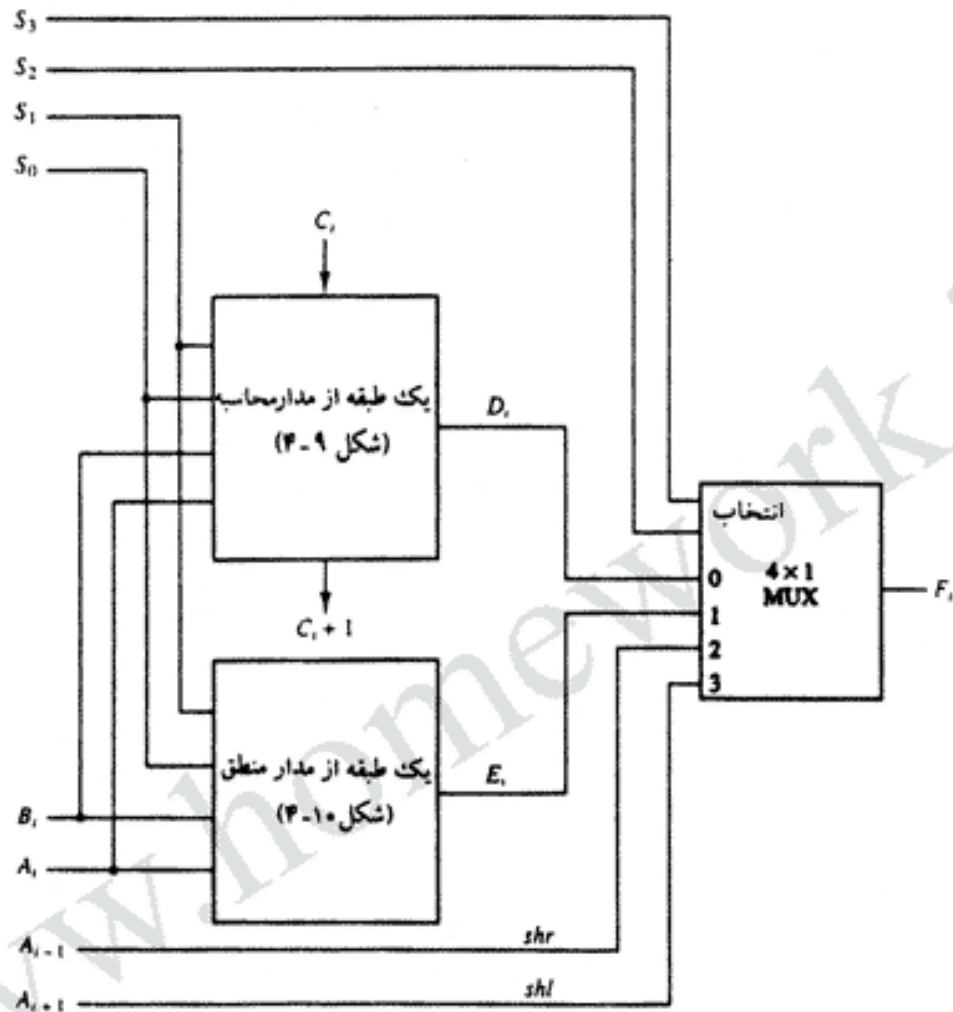 S₃
S₂
S₁
S₀
Cᵢ
یک طبقه از مدار محاسبه
(شکل ۹-۴)
Dᵢ
انتخاب
4 × 1
MUX
0
1
2
3
Fᵢ
Cᵢ + 1
یک طبقه از مدار منطق
(شکل ۱۰-۴)
Eᵢ
Bᵢ
Aᵢ
Aᵢ₋₁
shr
Aᵢ₊₁
shl
www.homework.